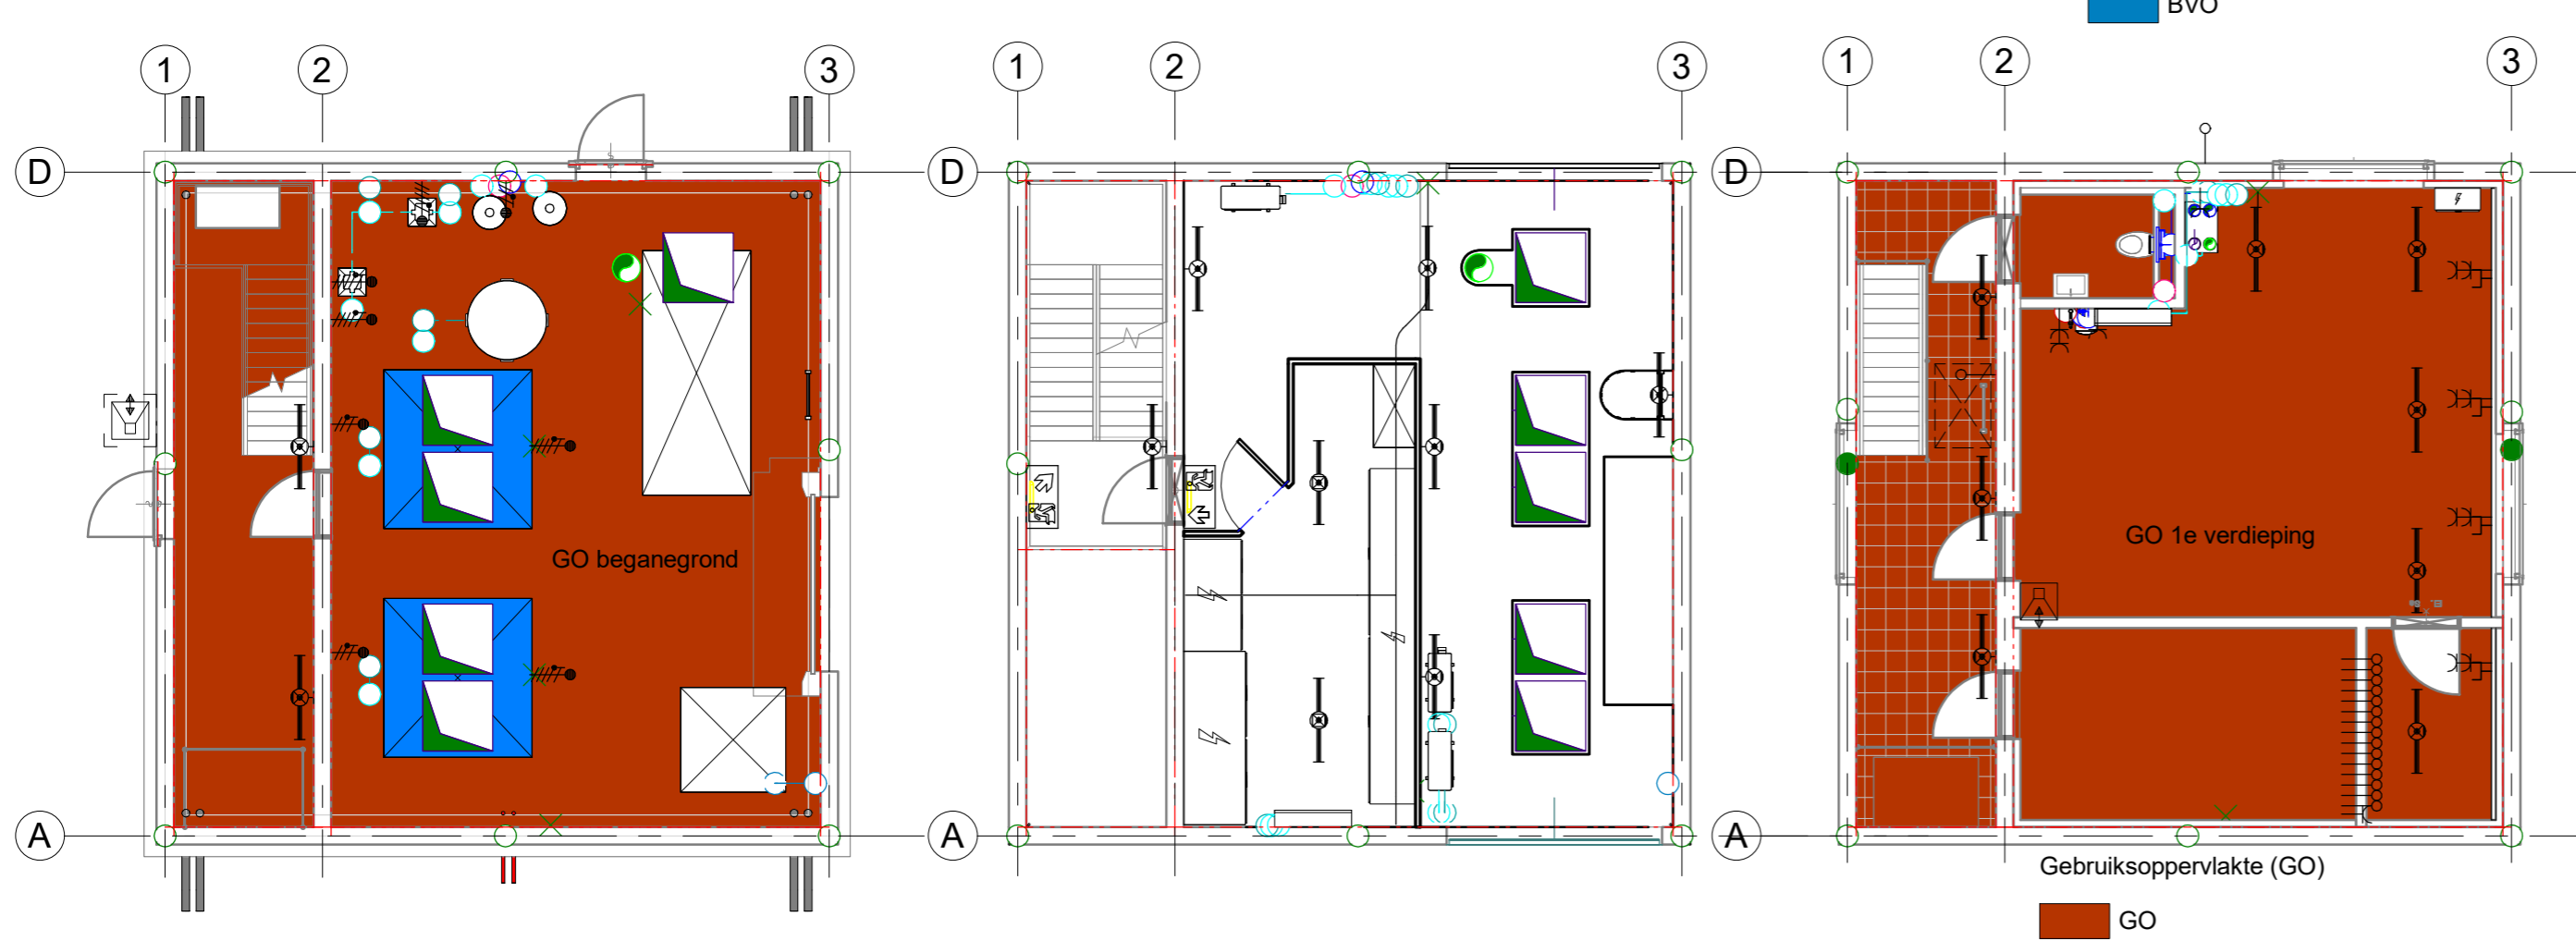 BVO
1
2
3
1
2
3
1
2
3
D
D
D
GO beganegrond
GO 1e verdieping
A
A
A
Gebruiksoppervlakte (GO)
GO